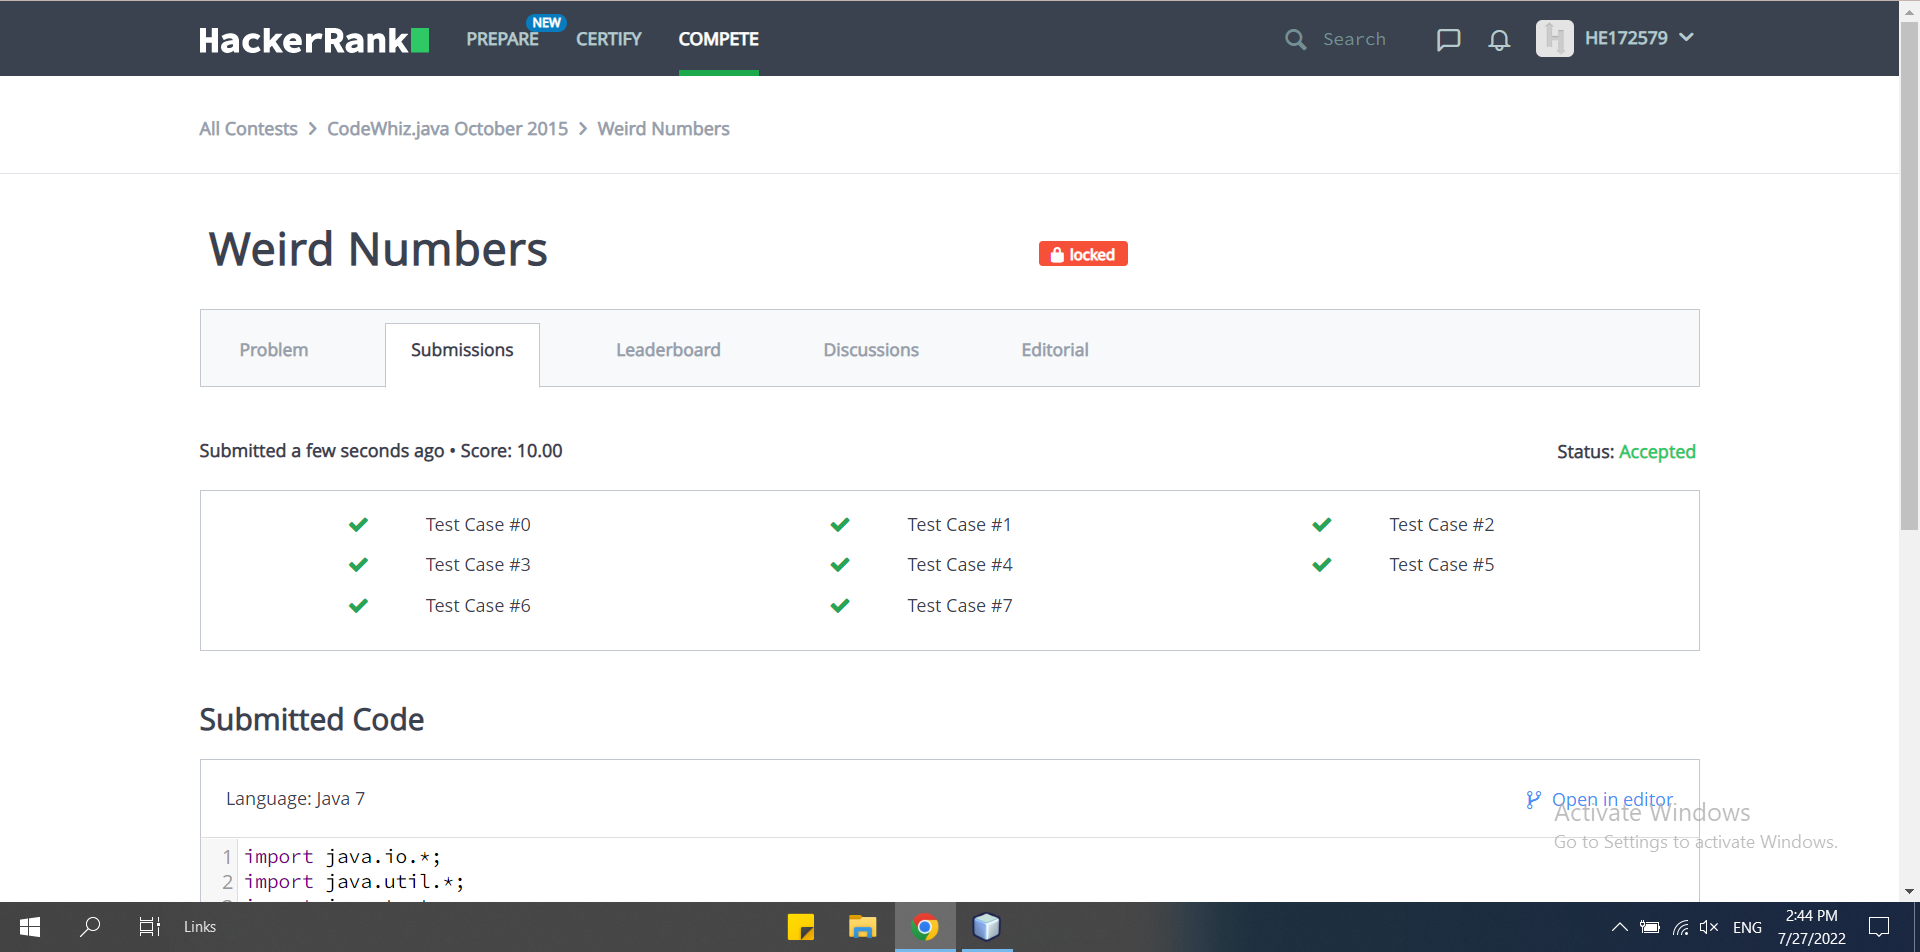 HackerRank PREPARE NEW CERTIFY COMPETE Search HE172579
All Contests > CodeWhiz.java October 2015 > Weird Numbers
Weird Numbers
locked
Problem Submissions Leaderboard Discussions Editorial
Submitted a few seconds ago • Score: 10.00 Status: Accepted
Test Case #0 Test Case #1 Test Case #2
Test Case #3 Test Case #4 Test Case #5
Test Case #6 Test Case #7
Submitted Code
Language: Java 7 Open in editor
Activate Windows
Go to Settings to activate Windows.
1 import java.io.*;
2 import java.util.*;
Links ENG 2:44 PM
7/27/2022